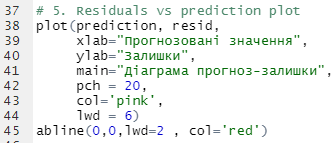 37 # 5. Residuals vs prediction plot
38 plot(prediction, resid,
39 xlab="Прогнозовані значення",
40 ylab="Залишки",
41 main="Діаграма прогноз-залишки",
42 pch = 20,
43 col='pink',
44 lwd = 6)
45 abline(0,0,lwd=2 , col='red')